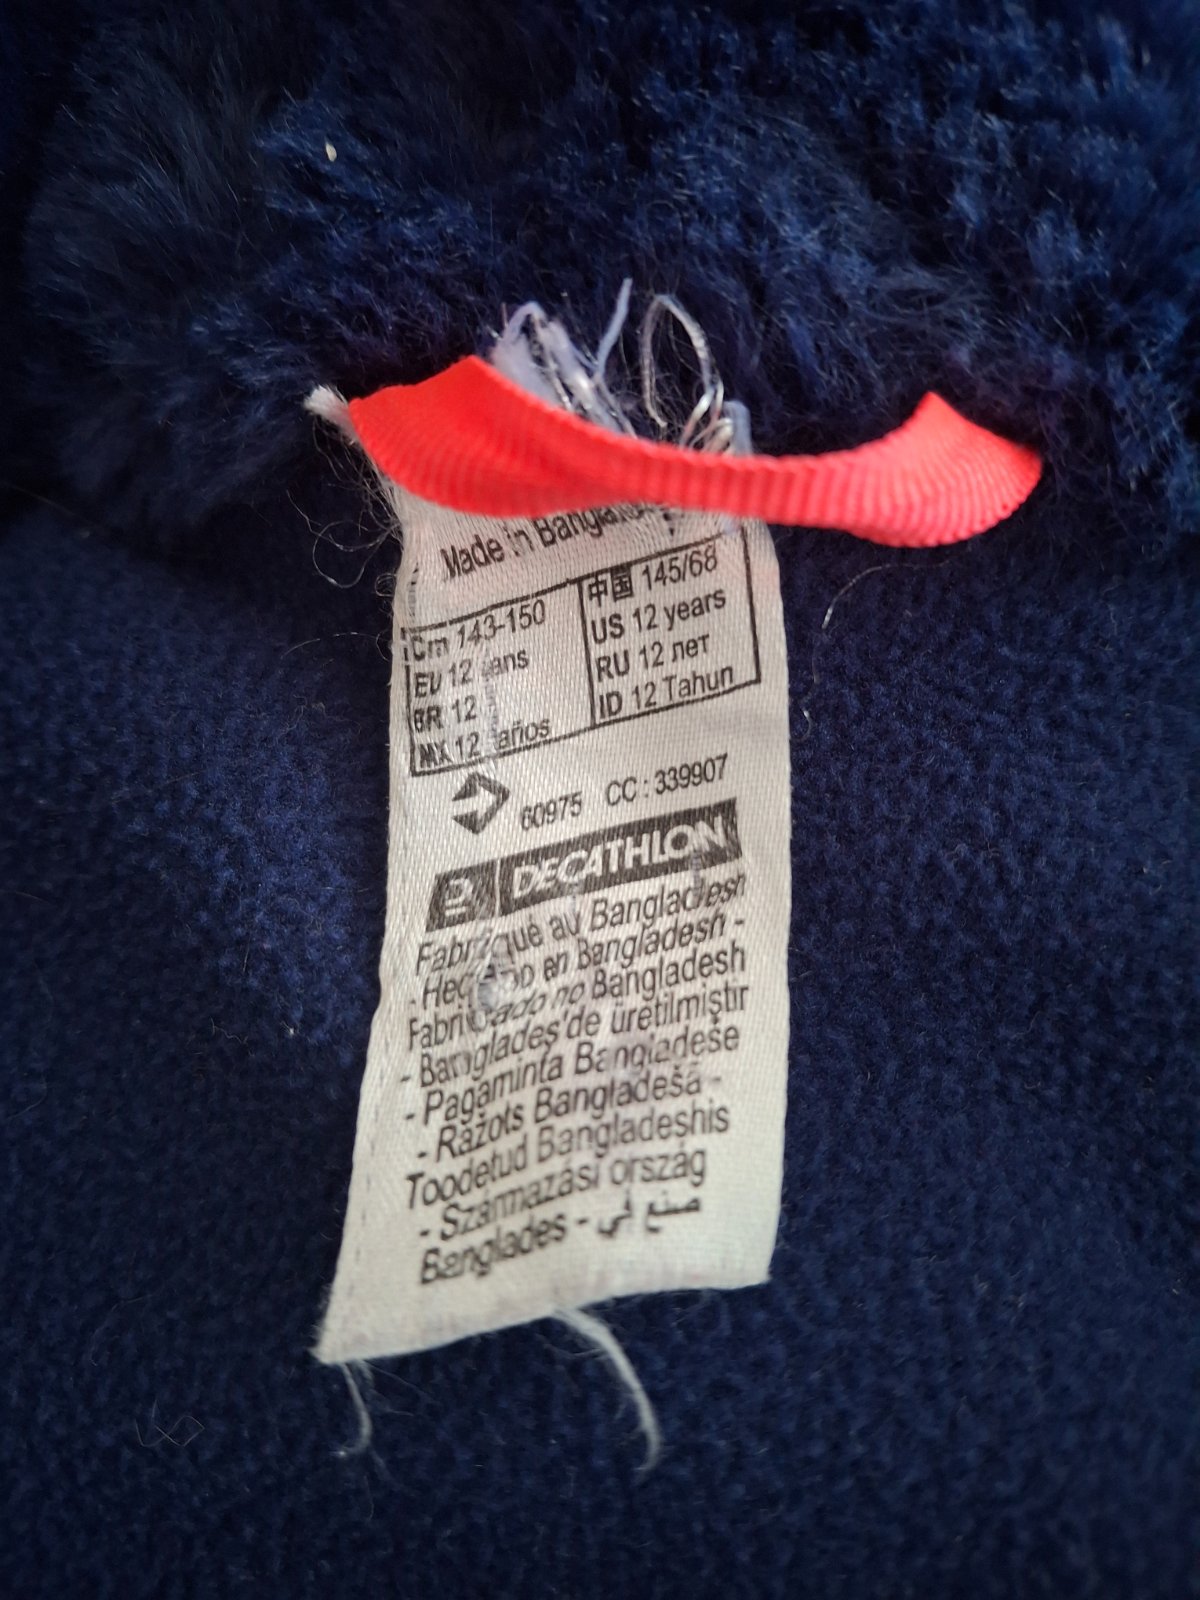 Made in Bangladesh
Cm 143-150
EU 12 ans
BR 12
MX 12 años
中国 145/68
US 12 years
RU 12 лет
ID 12 Tahun
60975 CC : 339907
DECATHLON
Fabriqué au Bangladesh
- Hecho en Bangladesh -
Fabricado no Bangladesh
- Bangladeş'de üretilmiştir
- Pagaminta Bangladeše
- Ražots Bangladešā -
Toodetud Bangladeshis
- Származási ország
Banglades - صنع في